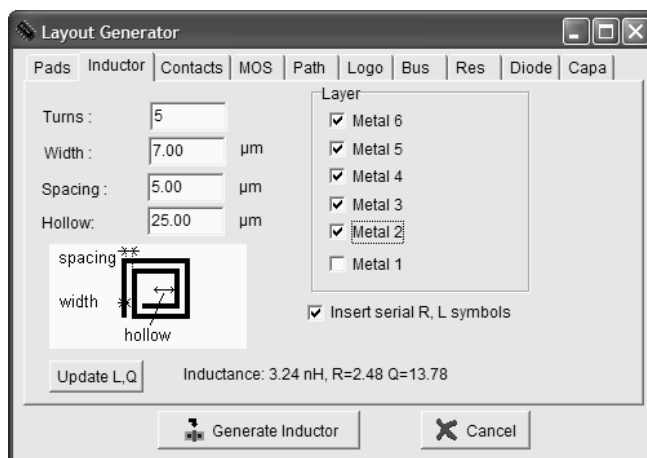 Layout Generator
Pads Inductor Contacts MOS Path Logo Bus Res Diode Capa
Turns : 5
Width : 7.00 μm
Spacing : 5.00 μm
Hollow: 25.00 μm
Layer
Metal 6
Metal 5
Metal 4
Metal 3
Metal 2
Metal 1
spacing
width
hollow
Insert serial R, L symbols
Update L,Q
Inductance: 3.24 nH, R=2.48 Q=13.78
Generate Inductor
Cancel